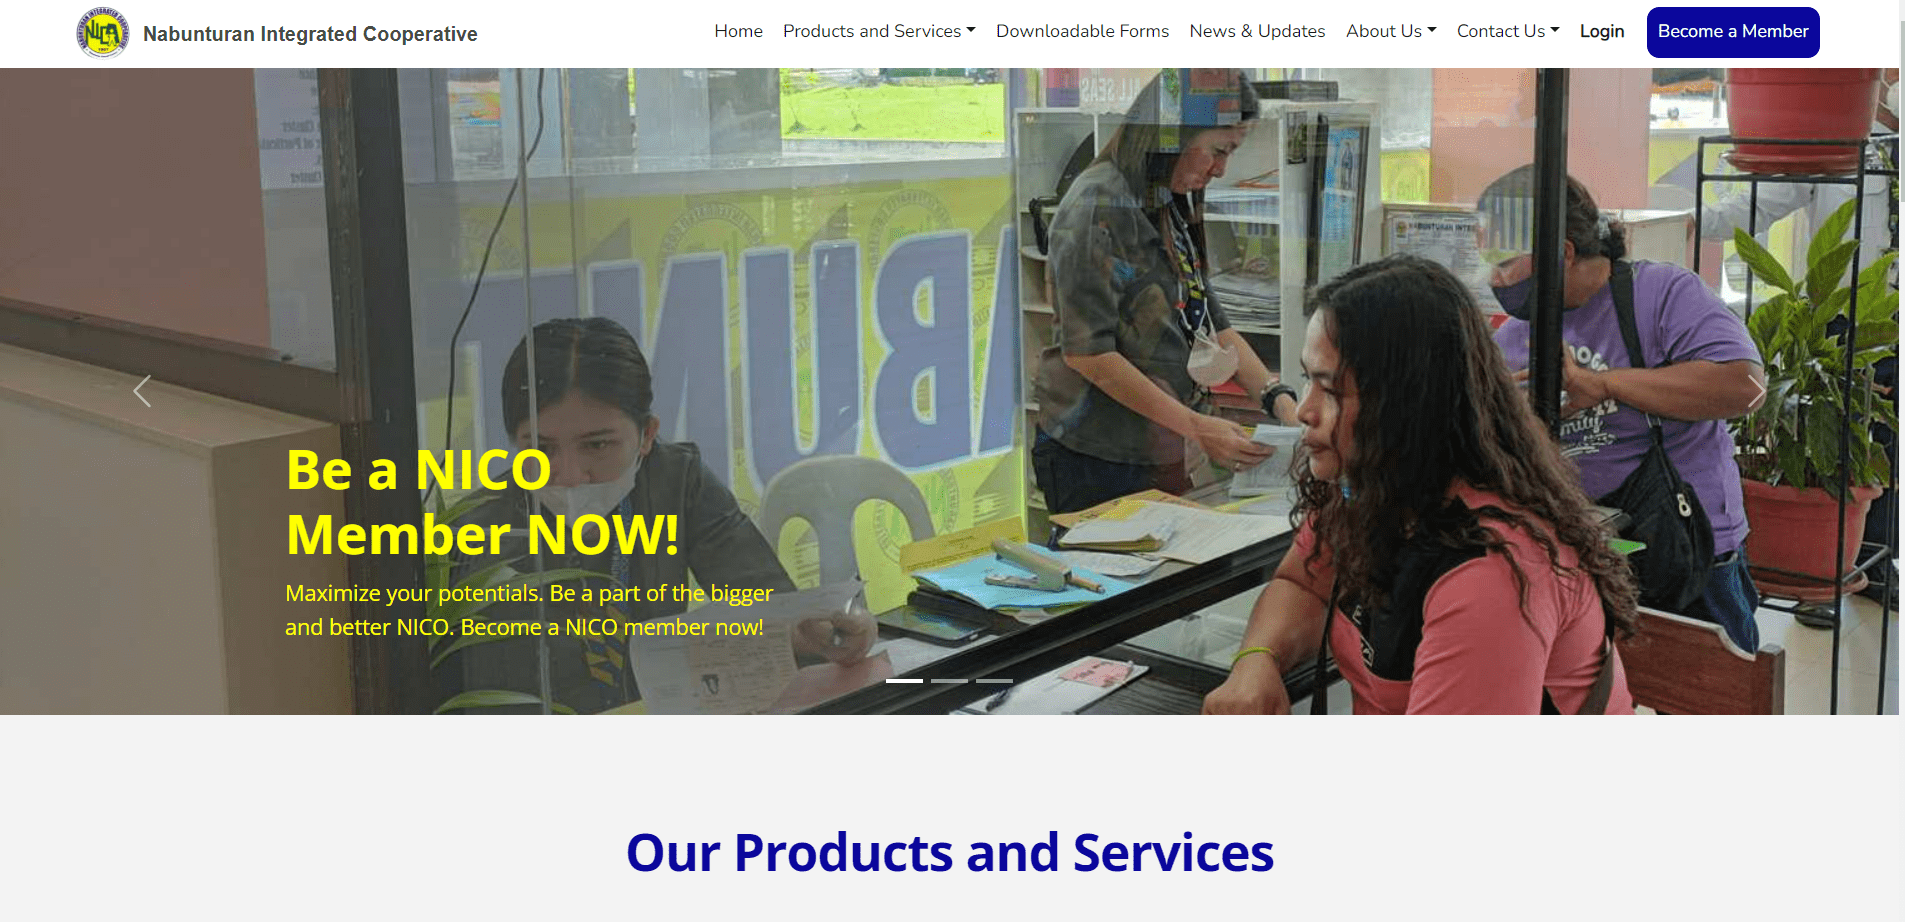 Nabunturan Integrated Cooperative
Home
Products and Services
Downloadable Forms
News & Updates
About Us
Contact Us
Login
Become a Member
Be a NICO
Member NOW!
Maximize your potentials. Be a part of the bigger
and better NICO. Become a NICO member now!
Our Products and Services